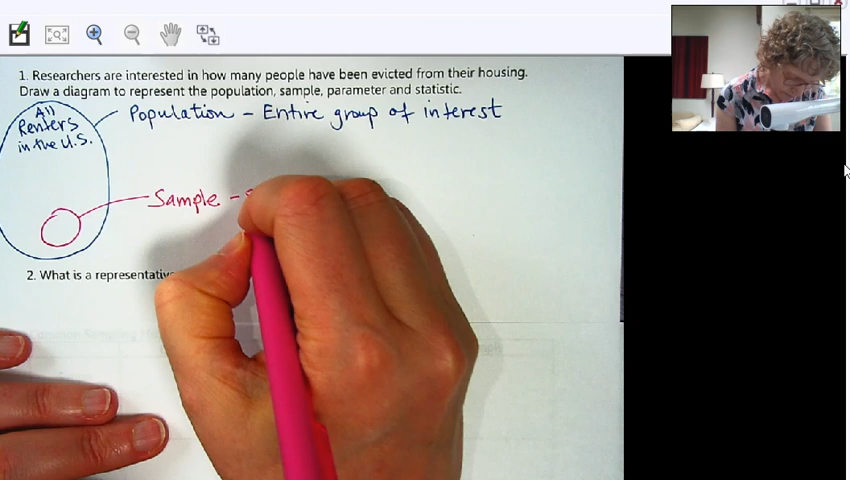 1. Researchers are interested in how many people have been evicted from their housing.
Draw a diagram to represent the population, sample, parameter and statistic.
All
Renters
in the U.S.
Population - Entire group of interest
Sample -
2. What is a representative